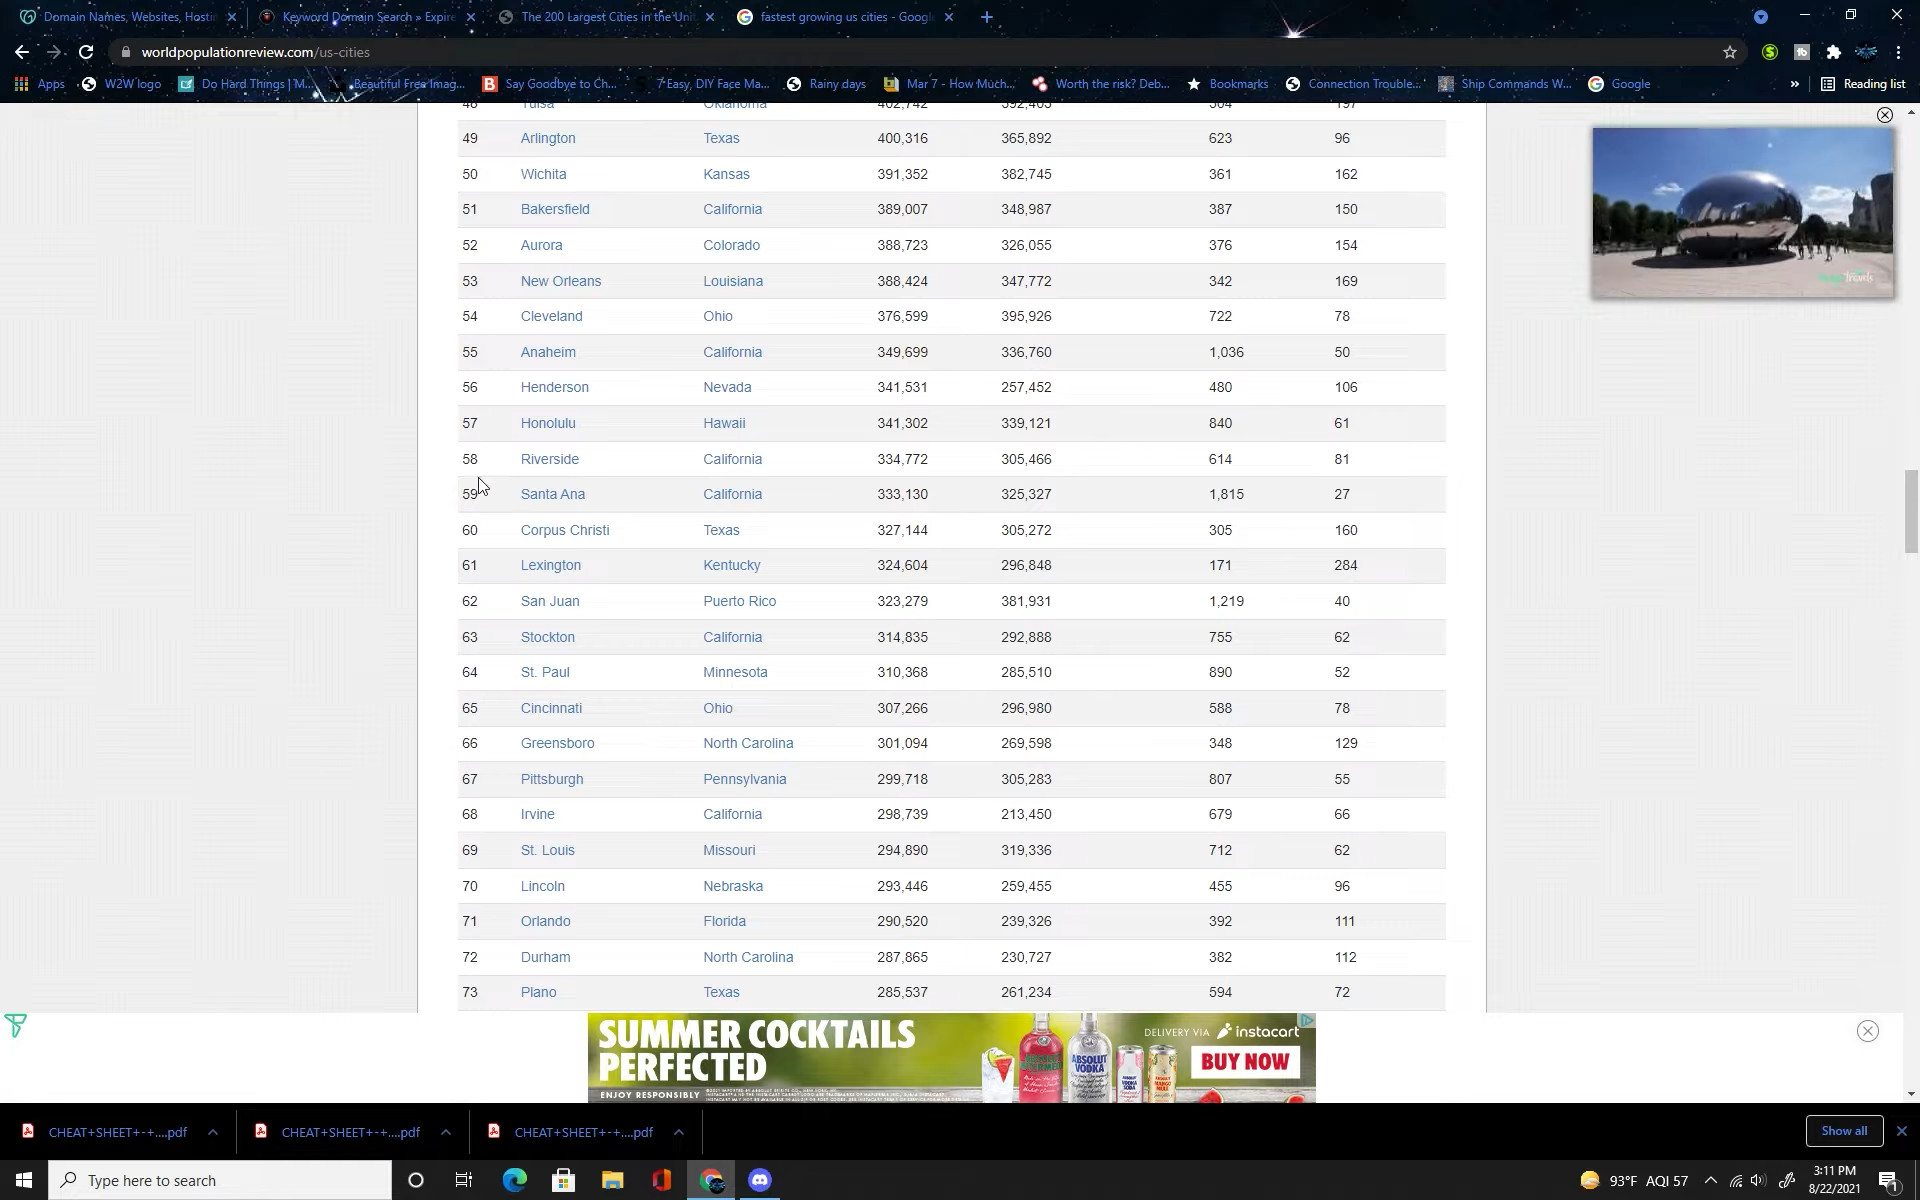 Domain Names, Websites, Hostin
Keyword Domain Search » Expire
The 200 Largest Cities in the Unit
fastest growing us cities - Google
worldpopulationreview.com/us-cities
Apps
W2W logo
Do Hard Things | M...
Beautiful Free Imag...
Say Goodbye to Ch...
7 Easy, DIY Face Ma...
Rainy days
Mar 7 - How Much...
Worth the risk? Deb...
Bookmarks
Connection Trouble...
Ship Commands W...
Google
»
Reading list
48 Tulsa Oklahoma 402,742 392,403 304 197
49 Arlington Texas 400,316 365,892 623 96
50 Wichita Kansas 391,352 382,745 361 162
51 Bakersfield California 389,007 348,987 387 150
52 Aurora Colorado 388,723 326,055 376 154
53 New Orleans Louisiana 388,424 347,772 342 169
54 Cleveland Ohio 376,599 395,926 722 78
55 Anaheim California 349,699 336,760 1,036 50
56 Henderson Nevada 341,531 257,452 480 106
57 Honolulu Hawaii 341,302 339,121 840 61
58 Riverside California 334,772 305,466 614 81
59 Santa Ana California 333,130 325,327 1,815 27
60 Corpus Christi Texas 327,144 305,272 305 160
61 Lexington Kentucky 324,604 296,848 171 284
62 San Juan Puerto Rico 323,279 381,931 1,219 40
63 Stockton California 314,835 292,888 755 62
64 St. Paul Minnesota 310,368 285,510 890 52
65 Cincinnati Ohio 307,266 296,980 588 78
66 Greensboro North Carolina 301,094 269,598 348 129
67 Pittsburgh Pennsylvania 299,718 305,283 807 55
68 Irvine California 298,739 213,450 679 66
69 St. Louis Missouri 294,890 319,336 712 62
70 Lincoln Nebraska 293,446 259,455 455 96
71 Orlando Florida 290,520 239,326 392 111
72 Durham North Carolina 287,865 230,727 382 112
73 Plano Texas 285,537 261,234 594 72
SUMMER COCKTAILS
PERFECTED
ENJOY RESPONSIBLY
ABSOLUT
VODKA
DELIVERY VIA instacart
BUY NOW
CHEAT+SHEET+-+....pdf
CHEAT+SHEET+-+....pdf
CHEAT+SHEET+-+....pdf
Show all
Type here to search
93°F AQI 57
3:11 PM
8/22/2021
1